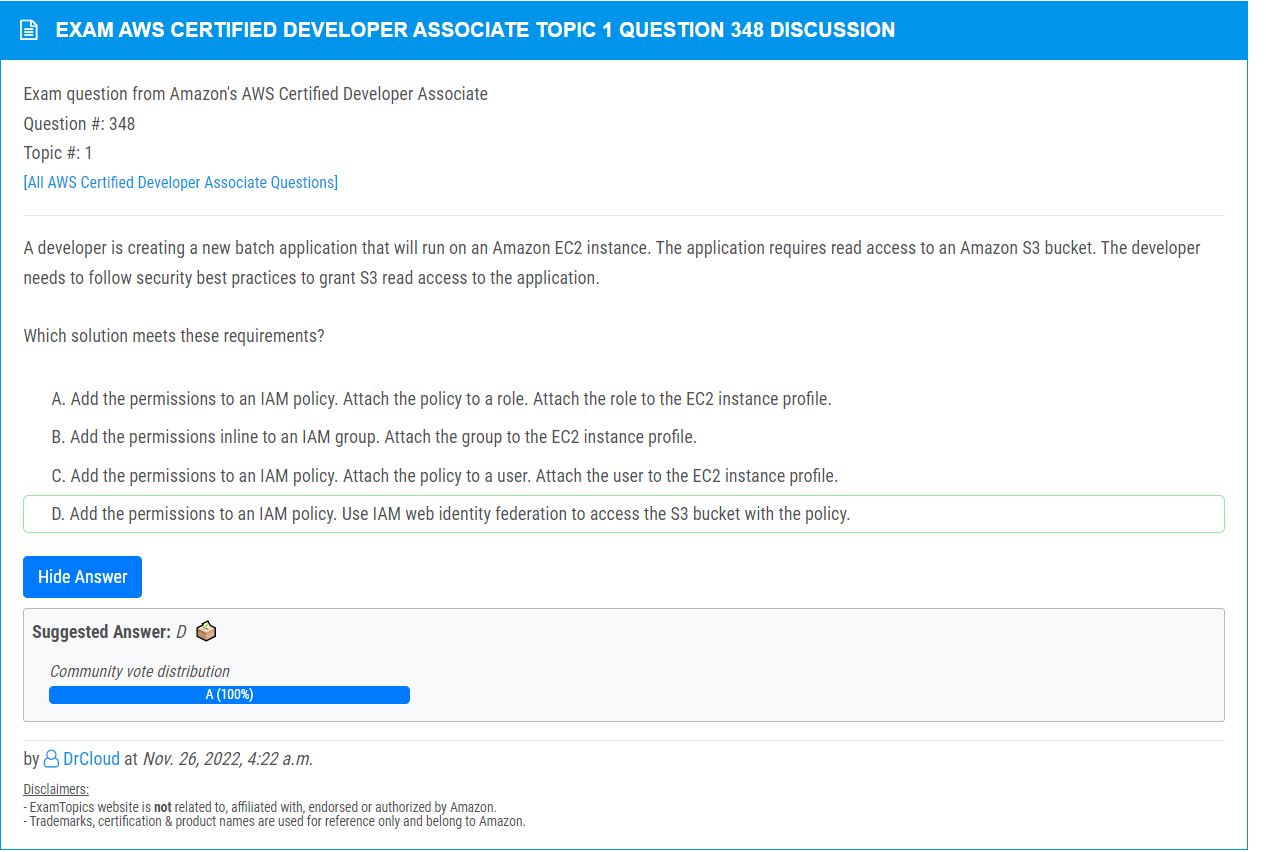 EXAM AWS CERTIFIED DEVELOPER ASSOCIATE TOPIC 1 QUESTION 348 DISCUSSION
Exam question from Amazon's AWS Certified Developer Associate
Question #: 348
Topic #: 1
[All AWS Certified Developer Associate Questions]
A developer is creating a new batch application that will run on an Amazon EC2 instance. The application requires read access to an Amazon S3 bucket. The developer
needs to follow security best practices to grant S3 read access to the application.
Which solution meets these requirements?
A. Add the permissions to an IAM policy. Attach the policy to a role. Attach the role to the EC2 instance profile.
B. Add the permissions inline to an IAM group. Attach the group to the EC2 instance profile.
C. Add the permissions to an IAM policy. Attach the policy to a user. Attach the user to the EC2 instance profile.
D. Add the permissions to an IAM policy. Use IAM web identity federation to access the S3 bucket with the policy.
Hide Answer
Suggested Answer: D
Community vote distribution
A (100%)
by DrCloud at Nov. 26, 2022, 4:22 a.m.
Disclaimers:
- ExamTopics website is not related to, affiliated with, endorsed or authorized by Amazon.
- Trademarks, certification & product names are used for reference only and belong to Amazon.